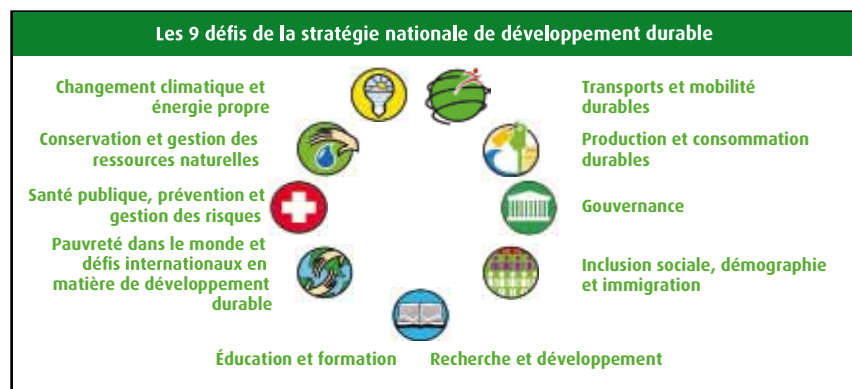 Les 9 défis de la stratégie nationale de développement durable
Changement climatique et
énergie propre
Transports et mobilité
durables
Conservation et gestion des
ressources naturelles
Production et consommation
durables
Santé publique, prévention et
gestion des risques
Gouvernance
Pauvreté dans le monde et
défis internationaux en
matière de développement
durable
Inclusion sociale, démographie
et immigration
Éducation et formation
Recherche et développement